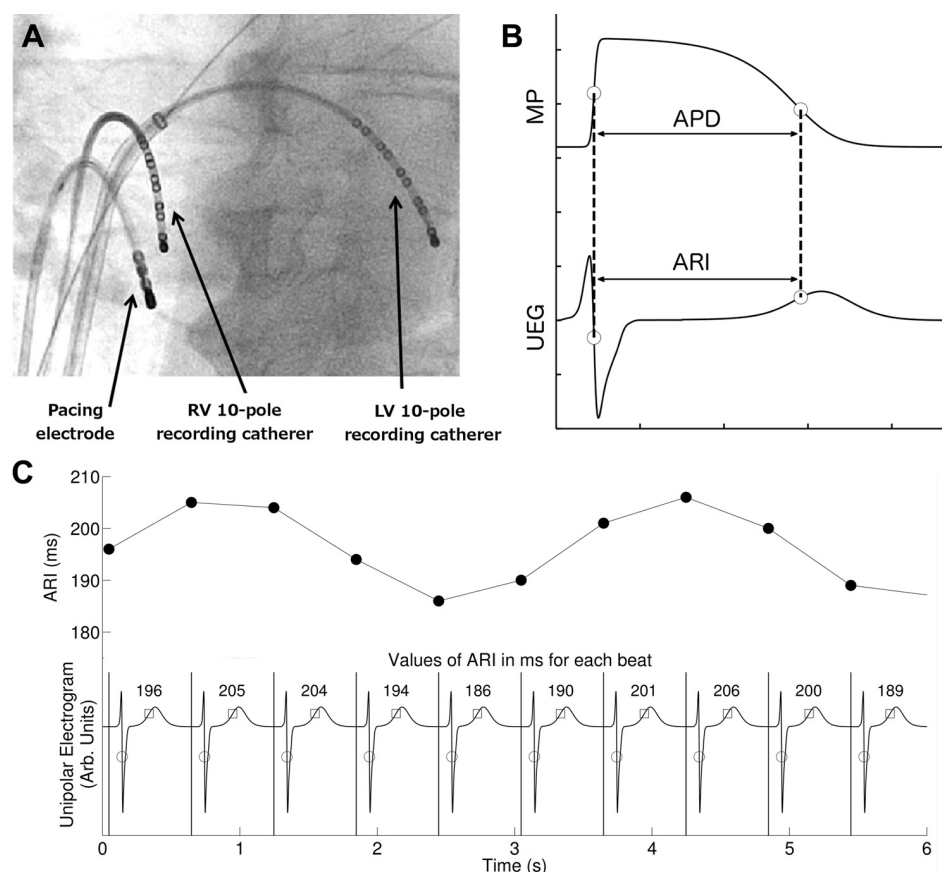 A
Pacing
electrode
RV 10-pole
recording catherer
LV 10-pole
recording catherer
B
MP
APD
UEG
ARI
C
ARI (ms)
210
200
190
180
Values of ARI in ms for each beat
Unipolar Electrogram
(Arb. Units)
196 205 204 194 186 190 201 206 200 189
0 1 2 3 4 5 6
Time (s)